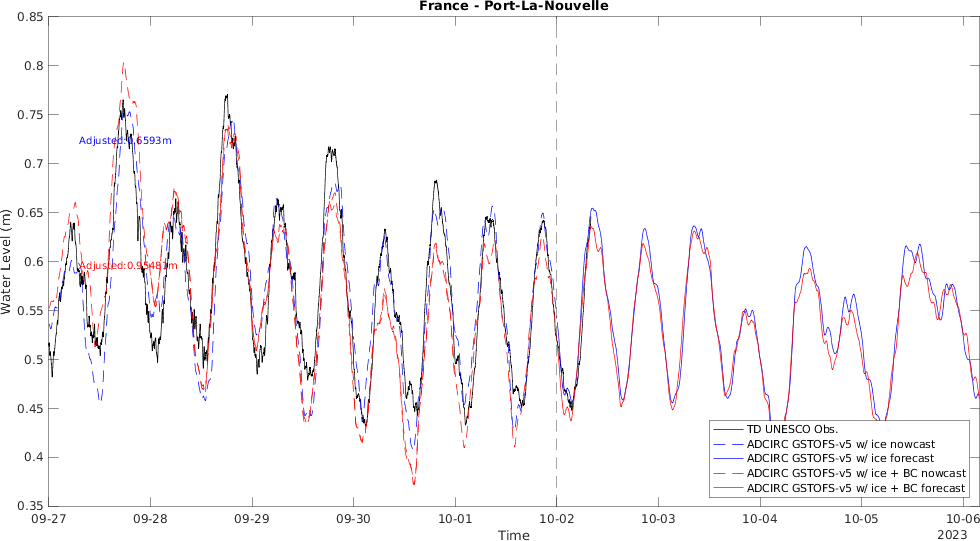 France - Port-La-Nouvelle
0.85
0.8
0.75
0.7
0.65
0.6
0.55
0.5
0.45
0.4
0.35
Water Level (m)
Adjusted:0.6593m
Adjusted:0.95481m
TD UNESCO Obs.
ADCIRC GSTOFS-v5 w/ ice nowcast
ADCIRC GSTOFS-v5 w/ ice forecast
ADCIRC GSTOFS-v5 w/ ice + BC nowcast
ADCIRC GSTOFS-v5 w/ ice + BC forecast
09-27 09-28 09-29 09-30 10-01 10-02 10-03 10-04 10-05 10-06
Time
2023